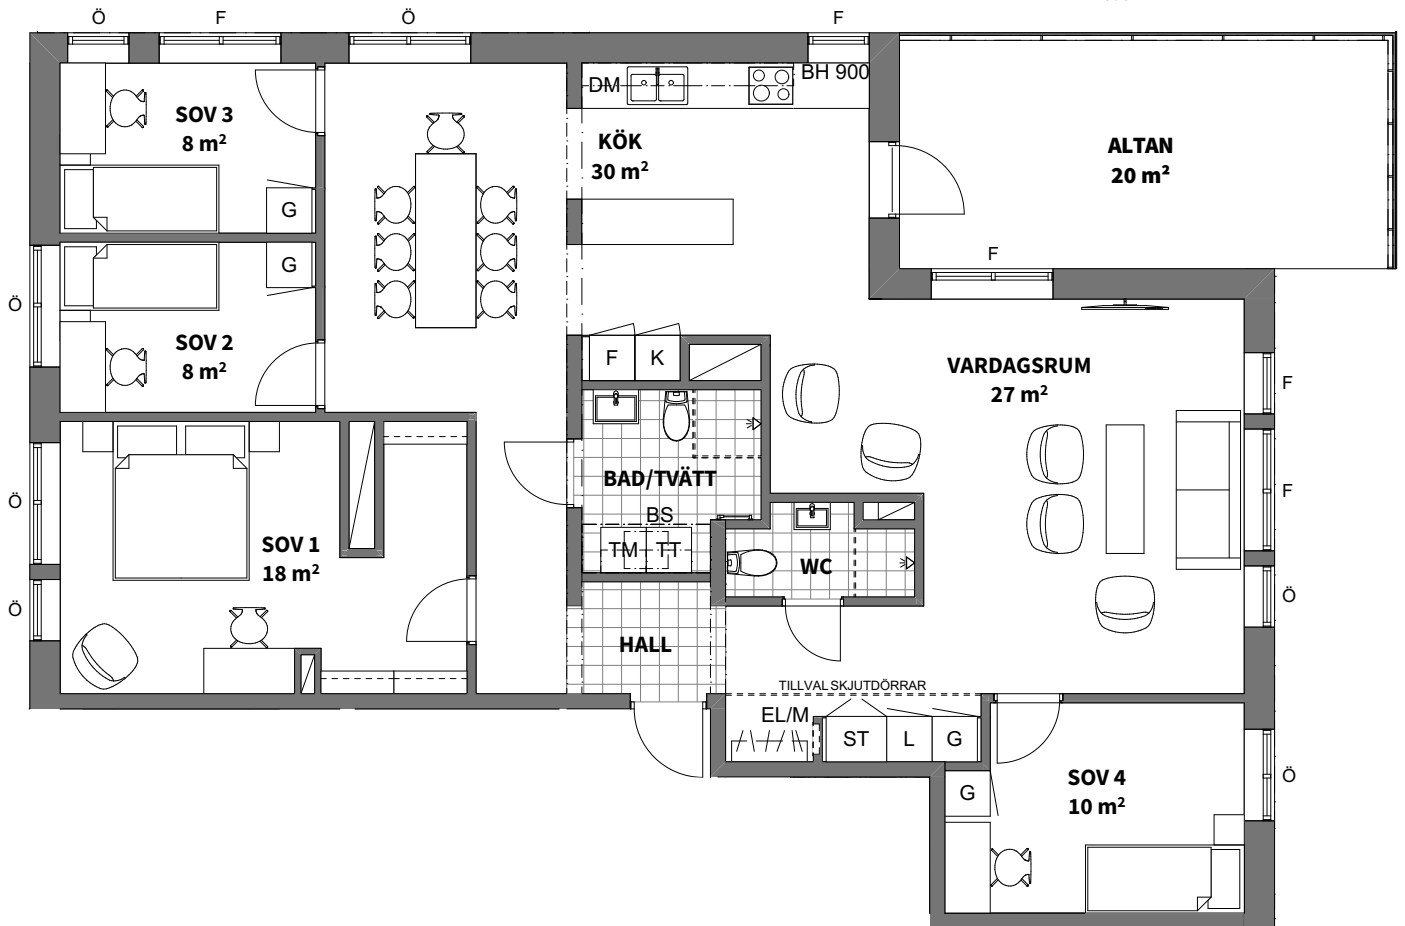 Ö
F
Ö
F
DM
BH 900
SOV 3
8 m²
KÖK
30 m²
ALTAN
20 m²
G
G
F
Ö
SOV 2
8 m²
F
K
VARDAGSRUM
27 m²
F
BAD/TVÄTT
F
Ö
BS
SOV 1
18 m²
TM
TT
WC
Ö
Ö
HALL
TILLVAL SKJUTDÖRRAR
EL/M
ST
L
G
SOV 4
10 m²
Ö
G